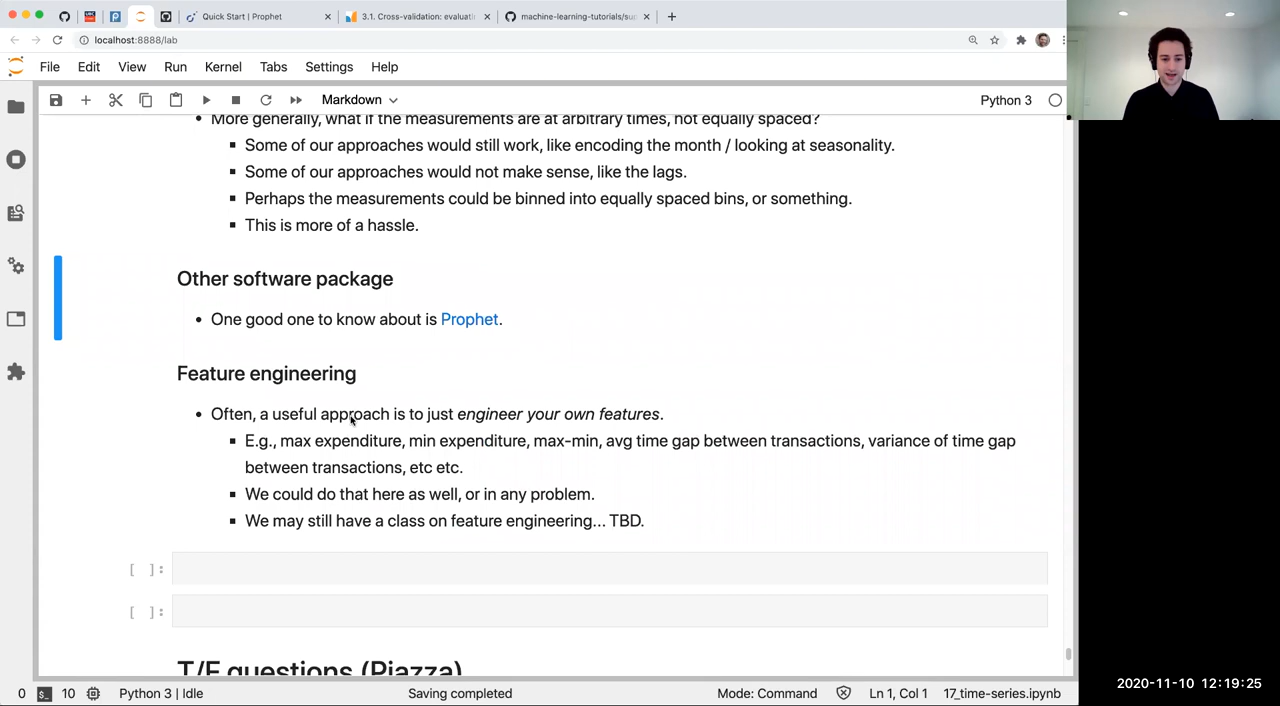 Quick Start | Prophet
3.1. Cross-validation: evaluati
machine-learning-tutorials/su
localhost:8888/lab
File Edit View Run Kernel Tabs Settings Help
Markdown
Python 3
More generally, what if the measurements are at arbitrary times, not equally spaced?
Some of our approaches would still work, like encoding the month / looking at seasonality.
Some of our approaches would not make sense, like the lags.
Perhaps the measurements could be binned into equally spaced bins, or something.
This is more of a hassle.
Other software package
One good one to know about is Prophet.
Feature engineering
Often, a useful approach is to just engineer your own features.
E.g., max expenditure, min expenditure, max-min, avg time gap between transactions, variance of time gap
between transactions, etc etc.
We could do that here as well, or in any problem.
We may still have a class on feature engineering... TBD.
[ ]:
[ ]:
T/F questions (Piazza)
0 10 Python 3 | Idle Saving completed Mode: Command Ln 1, Col 1 17_time-series.ipynb
2020-11-10 12:19:25